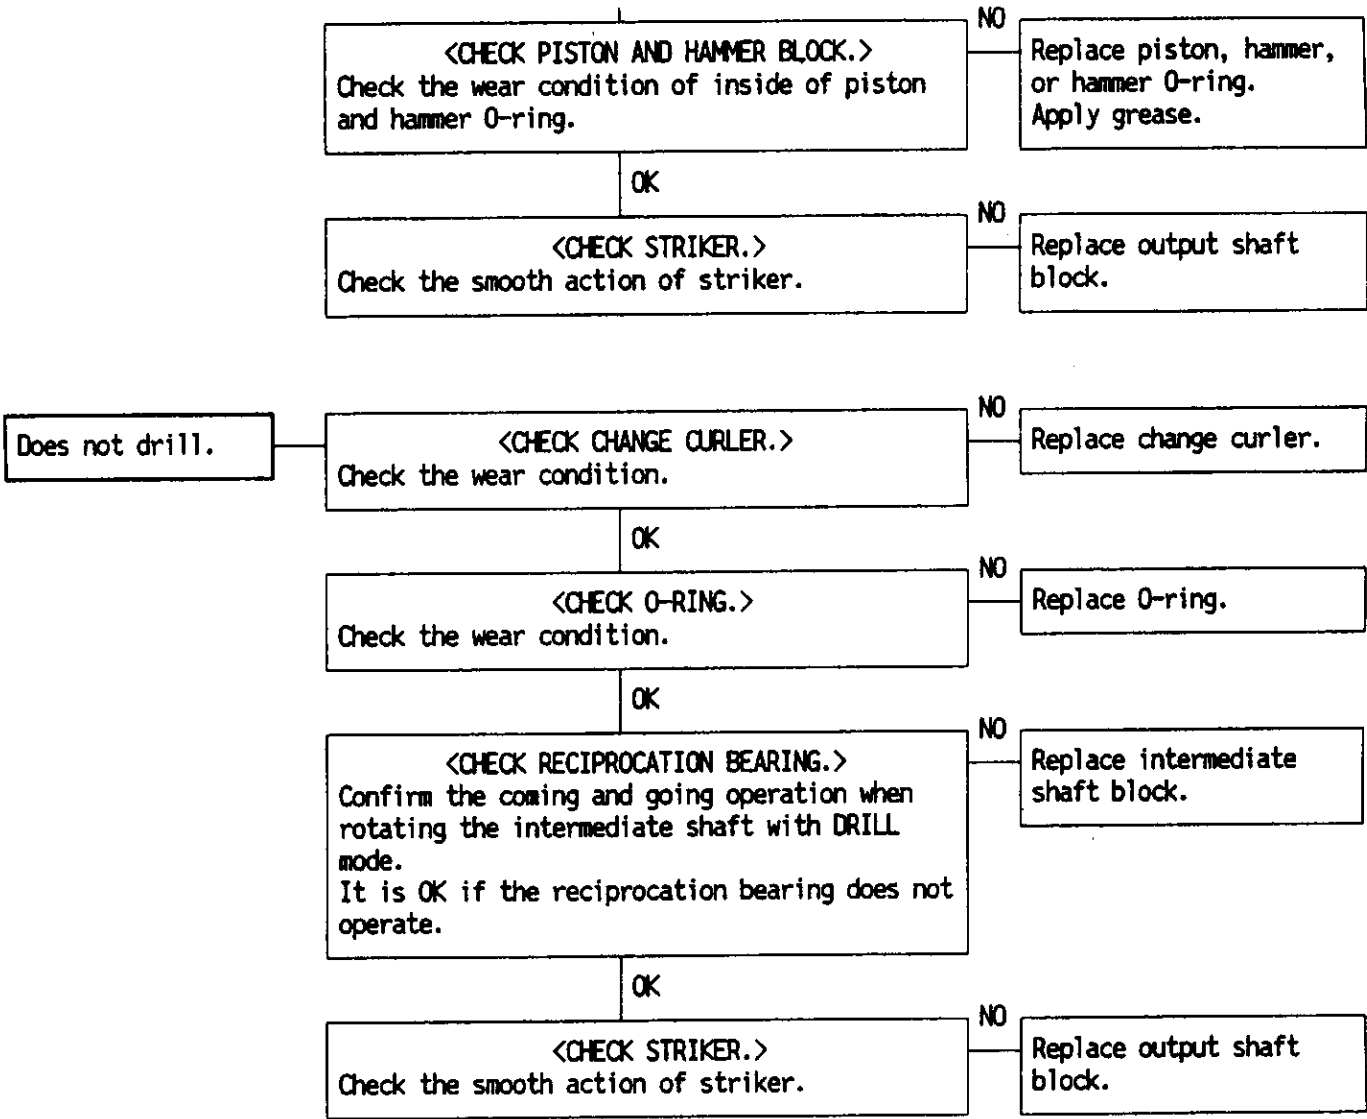 <CHECK PISTON AND HAMMER BLOCK.>
Check the wear condition of inside of piston
and hammer O-ring.
NO
Replace piston, hammer,
or hammer O-ring.
Apply grease.
OK
<CHECK STRIKER.>
Check the smooth action of striker.
NO
Replace output shaft
block.
Does not drill.
<CHECK CHANGE CURLER.>
Check the wear condition.
NO
Replace change curler.
OK
<CHECK O-RING.>
Check the wear condition.
NO
Replace O-ring.
OK
<CHECK RECIPROCATION BEARING.>
Confirm the coming and going operation when
rotating the intermediate shaft with DRILL
mode.
It is OK if the reciprocation bearing does not
operate.
NO
Replace intermediate
shaft block.
OK
<CHECK STRIKER.>
Check the smooth action of striker.
NO
Replace output shaft
block.